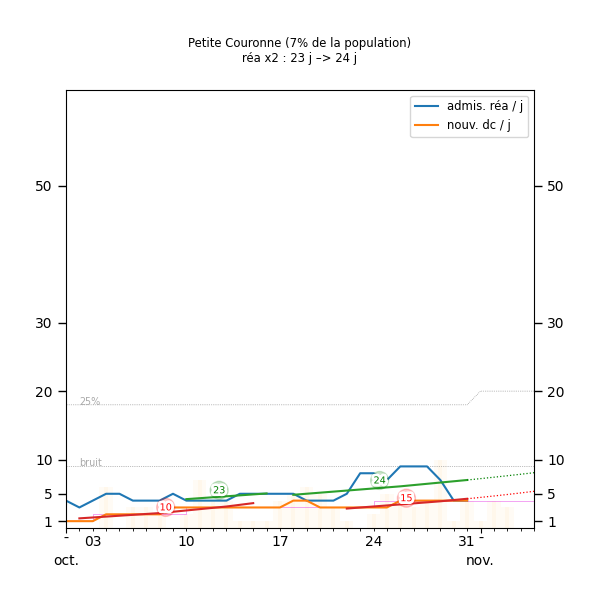 Petite Couronne (7% de la population)
réa x2 : 23 j –> 24 j
admis. réa / j
nouv. dc / j
50 50
30 30
25%
20 20
bruit
10 10
24
23
15
10
5 5
1 1
- 03 10 17 24 31 -
oct. nov.